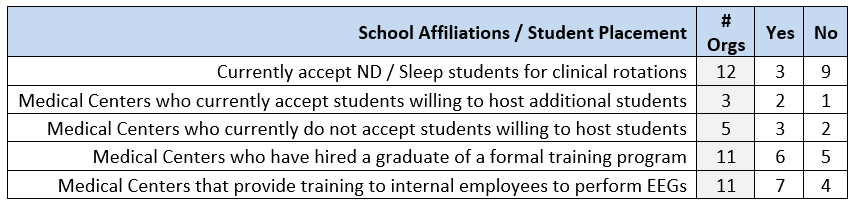 School Affiliations / Student Placement # Orgs Yes No
Currently accept ND / Sleep students for clinical rotations 12 3 9
Medical Centers who currently accept students willing to host additional students 3 2 1
Medical Centers who currently do not accept students willing to host students 5 3 2
Medical Centers who have hired a graduate of a formal training program 11 6 5
Medical Centers that provide training to internal employees to perform EEGs 11 7 4